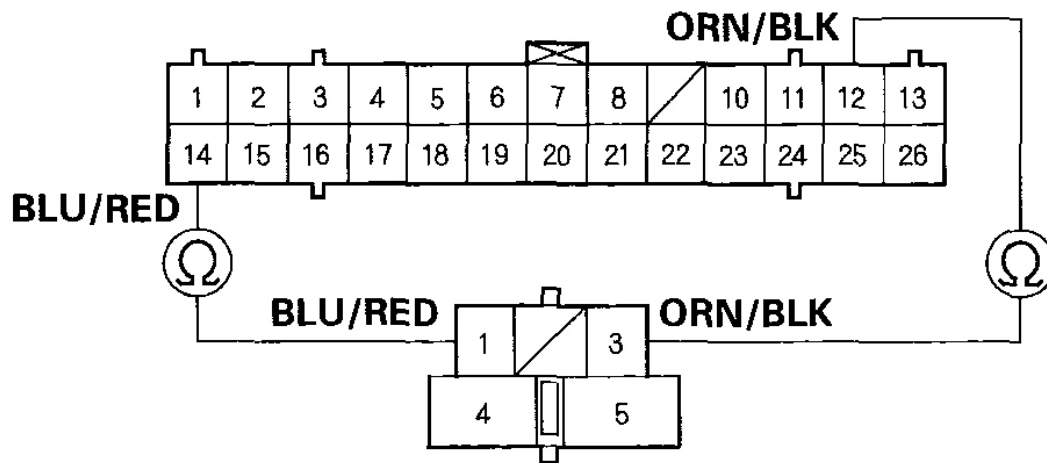 ORN/BLK
1 2 3 4 5 6 7 8 10 11 12 13
14 15 16 17 18 19 20 21 22 23 24 25 26
BLU/RED
Ω Ω
BLU/RED 1 3 ORN/BLK
4 5